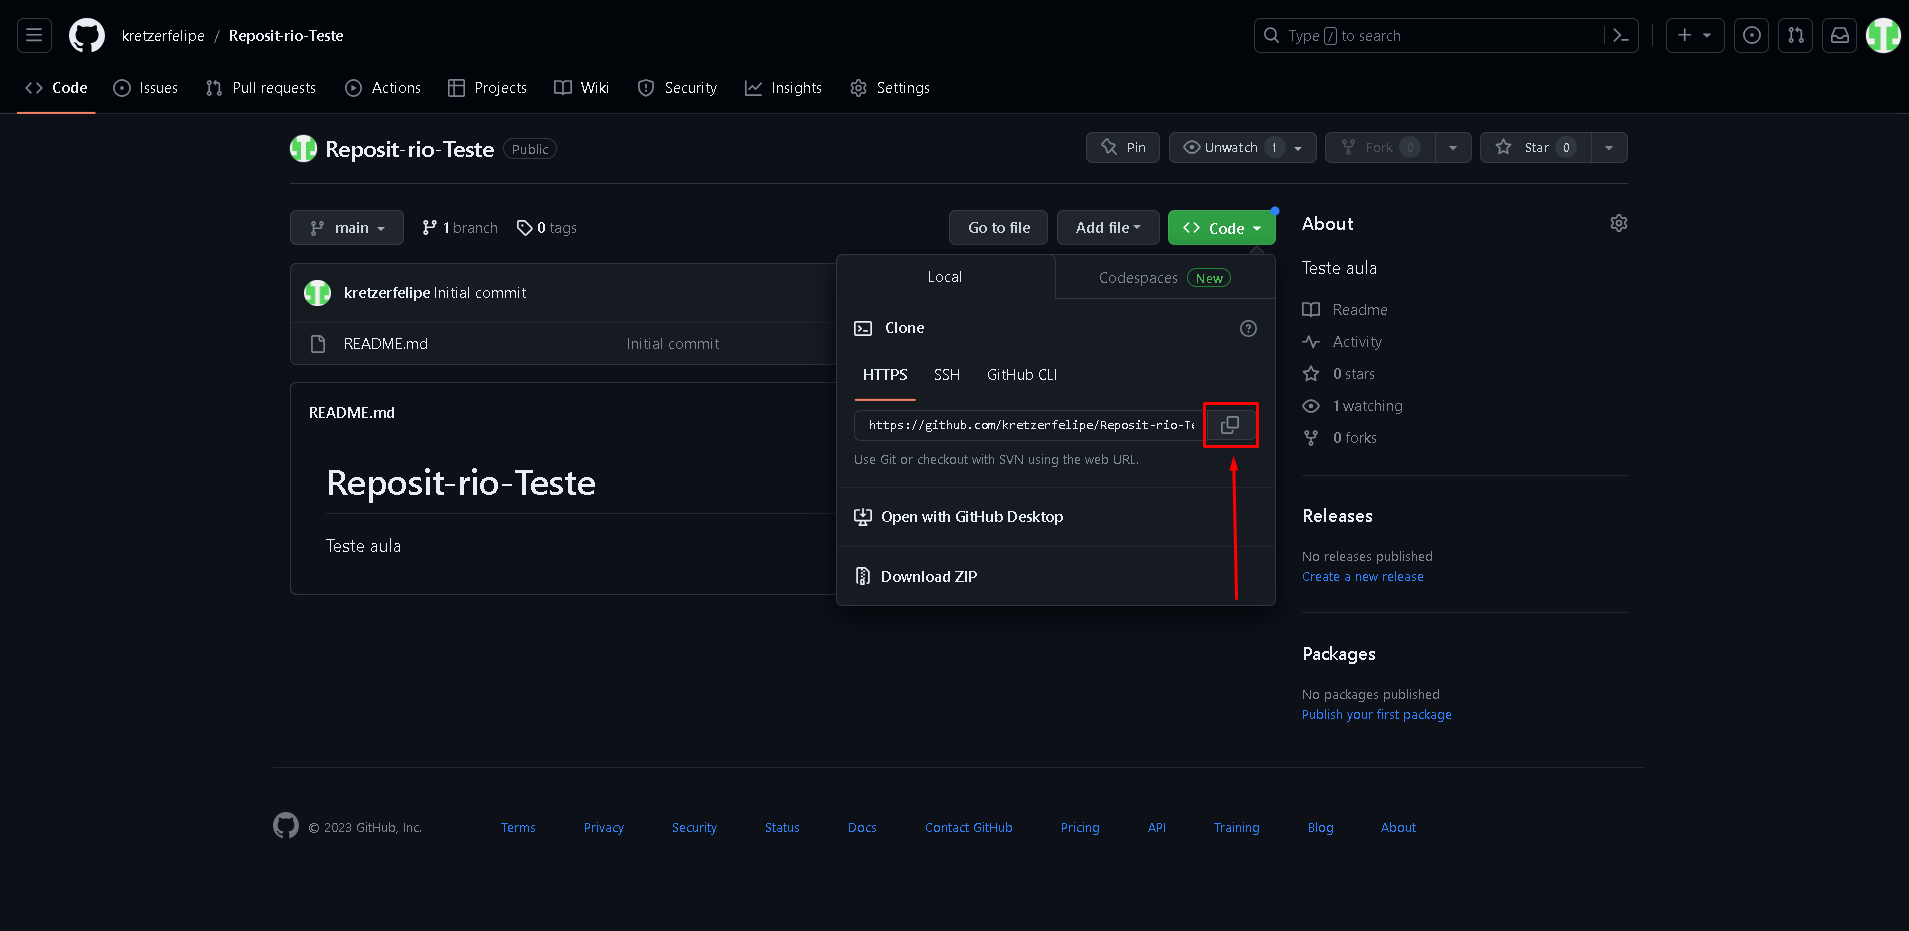 kretzerfelipe / Reposit-rio-Teste
Type / to search
Code Issues Pull requests Actions Projects Wiki Security Insights Settings
Reposit-rio-Teste Public
Pin Unwatch 1 Fork 0 Star 0
main 1 branch 0 tags
Go to file Add file Code
kretzerfelipe Initial commit
README.md Initial commit
README.md
Reposit-rio-Teste
Teste aula
Local Codespaces New
Clone
HTTPS SSH GitHub CLI
https://github.com/kretzerfelipe/Reposit-rio-Te
Use Git or checkout with SVN using the web URL.
Open with GitHub Desktop
Download ZIP
About
Teste aula
Readme
Activity
0 stars
1 watching
0 forks
Releases
No releases published
Create a new release
Packages
No packages published
Publish your first package
© 2023 GitHub, Inc. Terms Privacy Security Status Docs Contact GitHub Pricing API Training Blog About